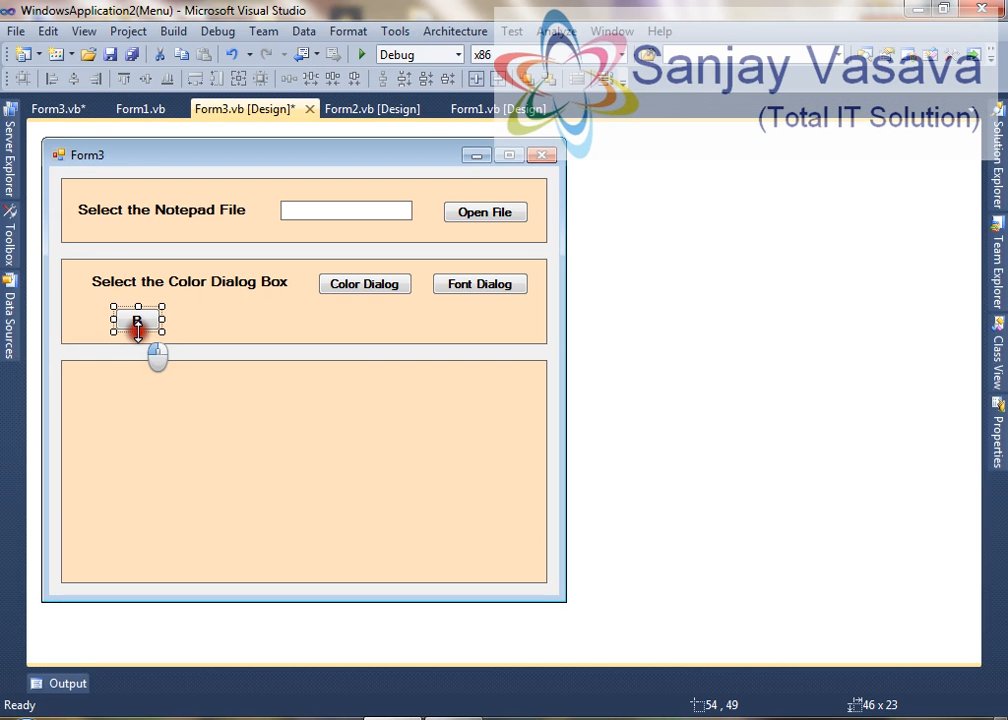 WindowsApplication2(Menu) - Microsoft Visual Studio
File Edit View Project Build Debug Team Data Format Tools Architecture Test Analyze Window Help
Debug x86
Sanjay Vasava
(Total IT Solution)
Form3.vb* Form1.vb Form3.vb [Design]* Form2.vb [Design] Form1.vb [Design]
Server Explorer
Toolbox
Data Sources
Solution Explorer
Team Explorer
Class View
Properties
Form3
Select the Notepad File
Open File
Select the Color Dialog Box
Color Dialog
Font Dialog
B
Output
Ready
54 , 49
46 x 23